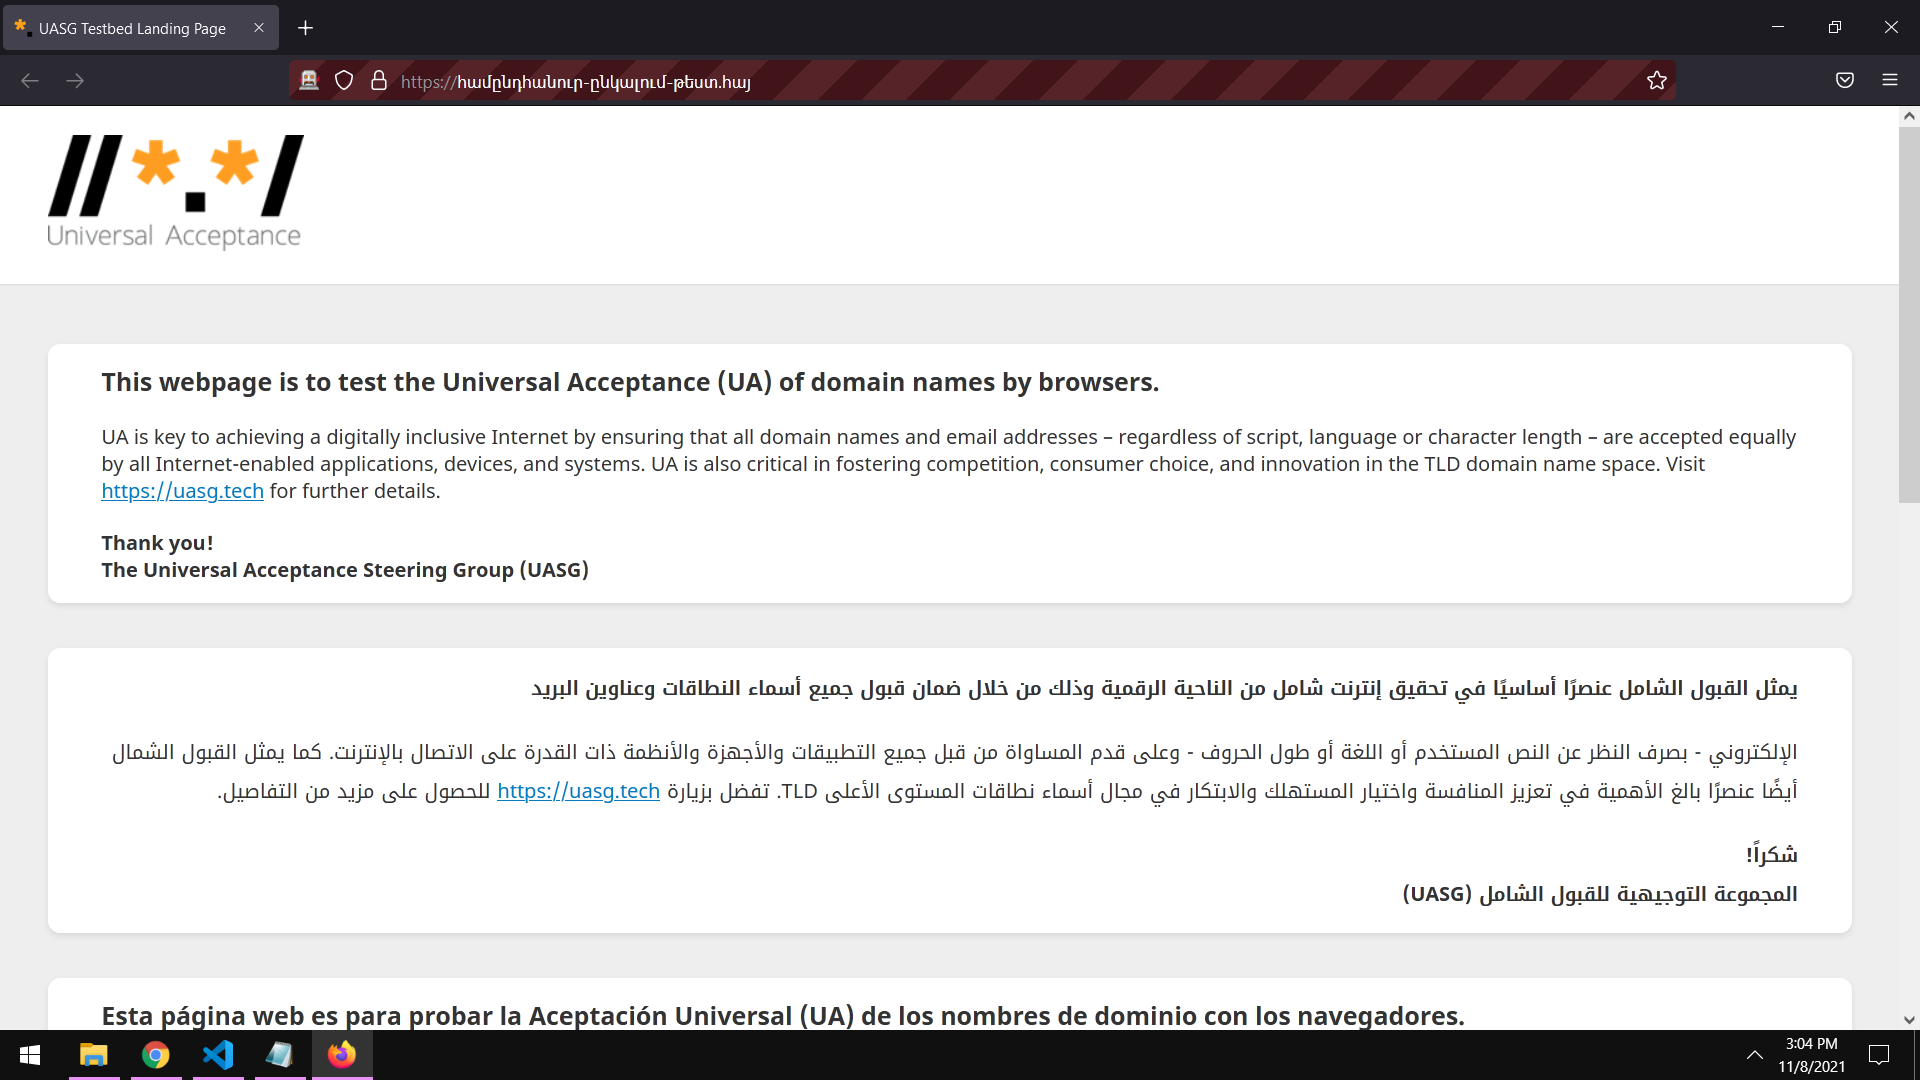 UASG Testbed Landing Page
https://համընդհանուր-ընկալում-թեստ.հայ
Universal Acceptance
This webpage is to test the Universal Acceptance (UA) of domain names by browsers.
UA is key to achieving a digitally inclusive Internet by ensuring that all domain names and email addresses – regardless of script, language or character length – are accepted equally
by all Internet-enabled applications, devices, and systems. UA is also critical in fostering competition, consumer choice, and innovation in the TLD domain name space. Visit
https://uasg.tech for further details.
Thank you!
The Universal Acceptance Steering Group (UASG)
يمثل القبول الشامل عنصرًا أساسيًا في تحقيق إنترنت شامل من الناحية الرقمية وذلك من خلال ضمان قبول جميع أسماء النطاقات وعناوين البريد
الإلكتروني - بصرف النظر عن النص المستخدم أو اللغة أو طول الحروف - وعلى قدم المساواة من قبل جميع التطبيقات والأجهزة والأنظمة ذات القدرة على الاتصال بالإنترنت. كما يمثل القبول الشمال
أيضًا عنصرًا بالغ الأهمية في تعزيز المنافسة واختيار المستهلك والابتكار في مجال أسماء نطاقات المستوى الأعلى TLD. تفضل بزيارة https://uasg.tech للحصول على مزيد من التفاصيل.
شكراً!
المجموعة التوجيهية للقبول الشامل (UASG)
Esta página web es para probar la Aceptación Universal (UA) de los nombres de dominio con los navegadores.
3:04 PM
11/8/2021